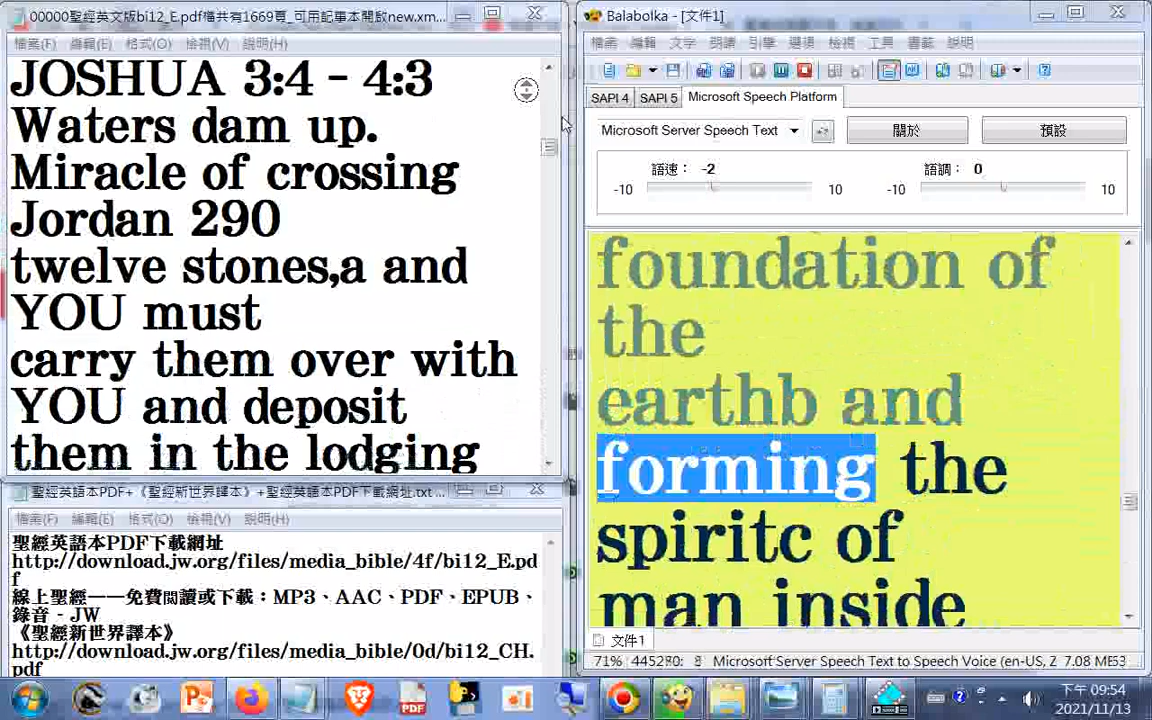 00000聖經英文版bi12_E.pdf檔共有1669頁_可用記事本開啟new.xm...
檔案(F) 編輯(E) 格式(O) 檢視(V) 說明(H)
JOSHUA 3:4 – 4:3
Waters dam up.
Miracle of crossing
Jordan 290
twelve stones,a and
YOU must
carry them over with
YOU and deposit
them in the lodging
聖經英語本PDF+《聖經新世界譯本》+聖經英語本PDF下載網址.txt ...
檔案(F) 編輯(E) 格式(O) 檢視(V) 說明(H)
聖經英語本PDF下載網址
http://download.jw.org/files/media_bible/4f/bi12_E.pd
f
線上聖經——免費閱讀或下載：MP3、AAC、PDF、EPUB、
錄音 - JW
《聖經新世界譯本》
http://download.jw.org/files/media_bible/0d/bi12_CH.
pdf
Balabolka - [文件1]
檔案 編輯 文字 朗讀 引擎 選項 檢視 工具 書籤 說明
SAPI 4 SAPI 5 Microsoft Speech Platform
Microsoft Server Speech Text 關於 預設
語速： -2 語調： 0
-10 10 -10 10
foundation of
the
earthb and
forming the
spiritc of
man inside
文件1
71% Microsoft Server Speech Text to Speech Voice (en-US, Z 7.08 ME
下午 09:54
2021/11/13